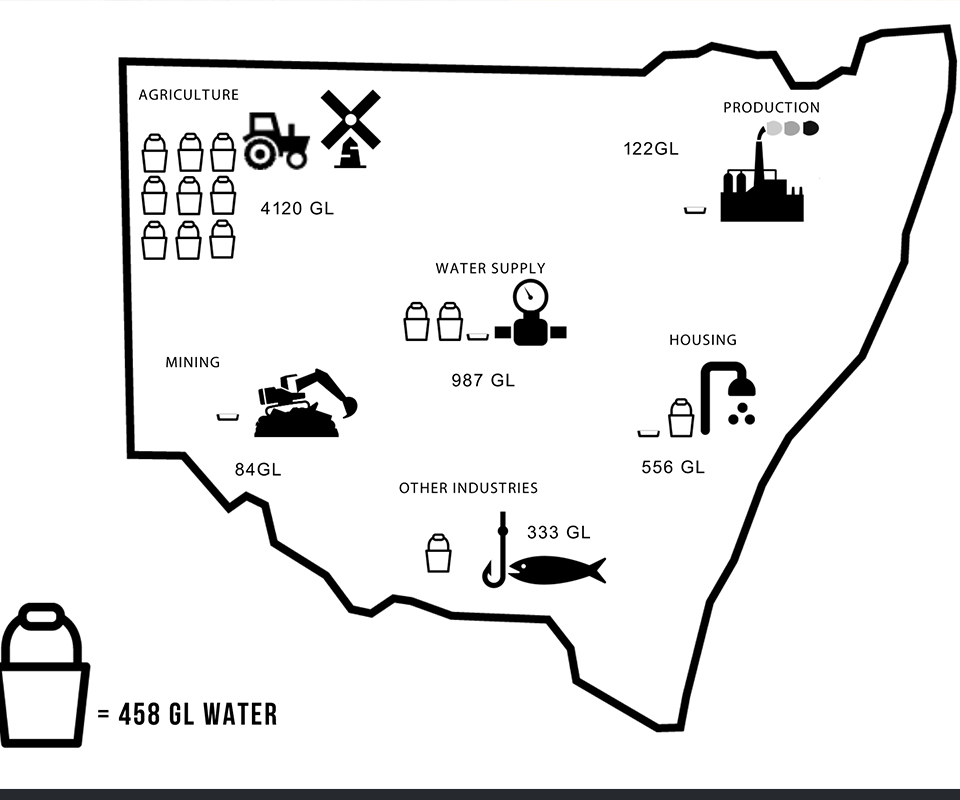 AGRICULTURE
4120 GL
PRODUCTION
122GL
WATER SUPPLY
987 GL
MINING
84GL
HOUSING
556 GL
OTHER INDUSTRIES
333 GL
= 458 GL WATER